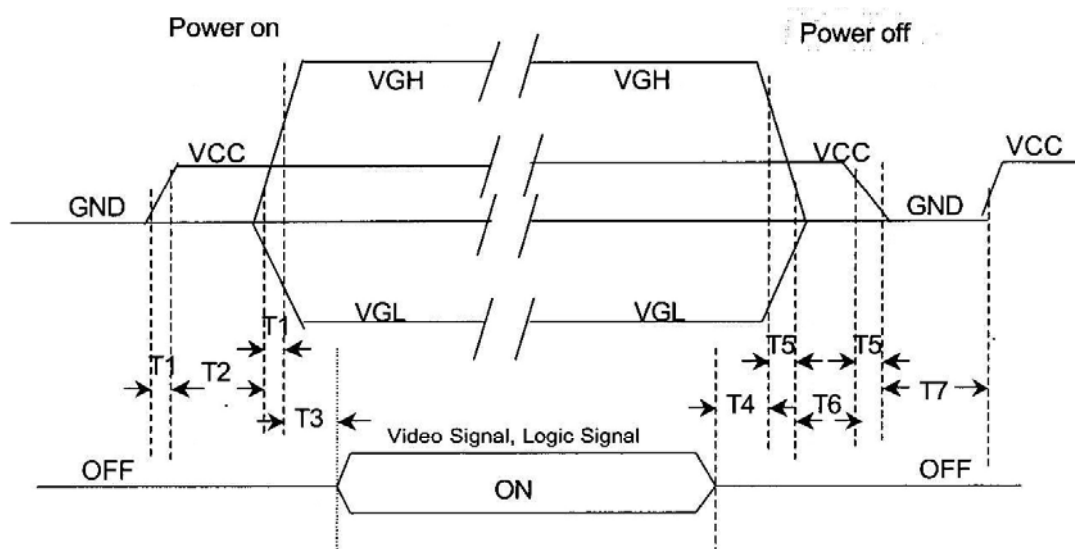 Power on Power off
VGH VGH
VCC VCC VCC
GND GND
VGL VGL
T1 T5 T5
T1 T2 T7
T3 T4 T6
Video Signal, Logic Signal
OFF OFF
ON